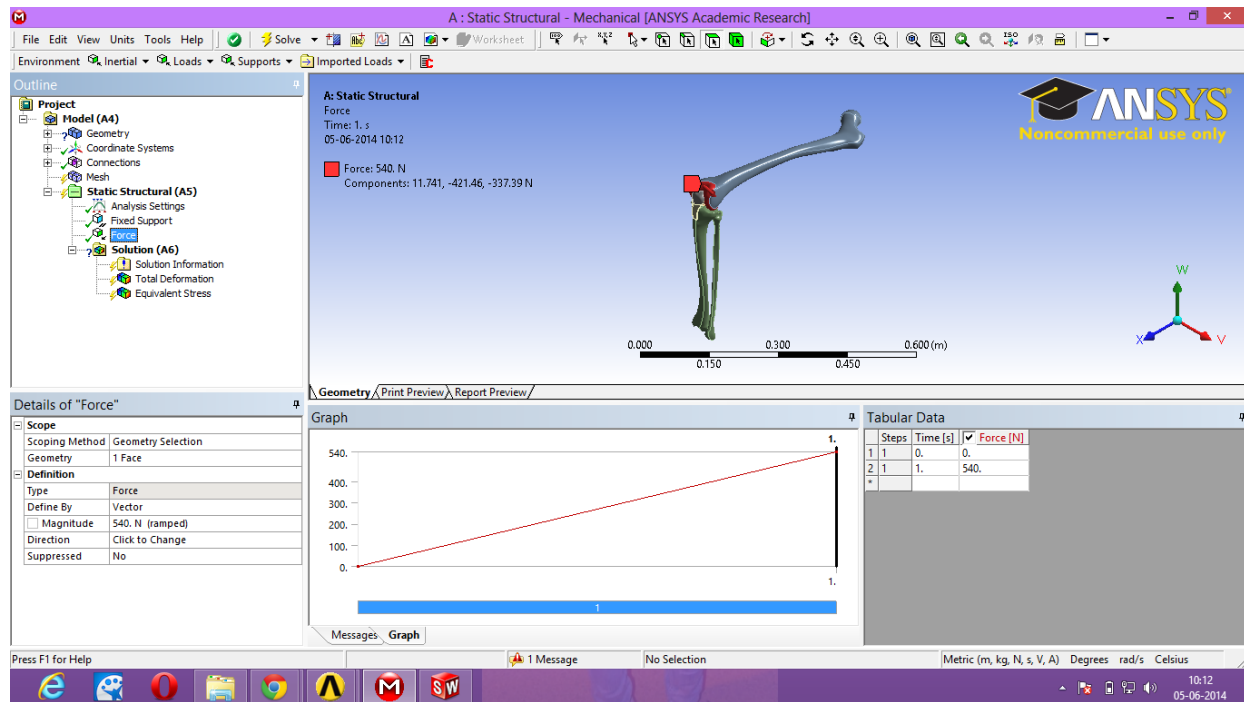 A : Static Structural - Mechanical [ANSYS Academic Research]
File Edit View Units Tools Help Solve Worksheet
Environment Inertial Loads Supports Imported Loads
Outline
Project
Model (A4)
Geometry
Coordinate Systems
Connections
Mesh
Static Structural (A5)
Analysis Settings
Fixed Support
Force
Solution (A6)
Solution Information
Total Deformation
Equivalent Stress
A: Static Structural
Force
Time: 1. s
05-06-2014 10:12
Force: 540. N
Components: 11.741, -421.46, -337.39 N
ANSYS
Noncommercial use only
W
X
V
0.000 0.300 0.600 (m)
0.150 0.450
Geometry Print Preview Report Preview
Details of "Force"
Scope
Scoping Method Geometry Selection
Geometry 1 Face
Definition
Type Force
Define By Vector
Magnitude 540. N (ramped)
Direction Click to Change
Suppressed No
Graph
1.
540.
400.
300.
200.
100.
0.
1.
1
Messages Graph
Tabular Data
Steps Time [s] Force [N]
1 1 0. 0.
2 1 1. 540.
*
Press F1 for Help 1 Message No Selection Metric (m, kg, N, s, V, A) Degrees rad/s Celsius
10:12
05-06-2014